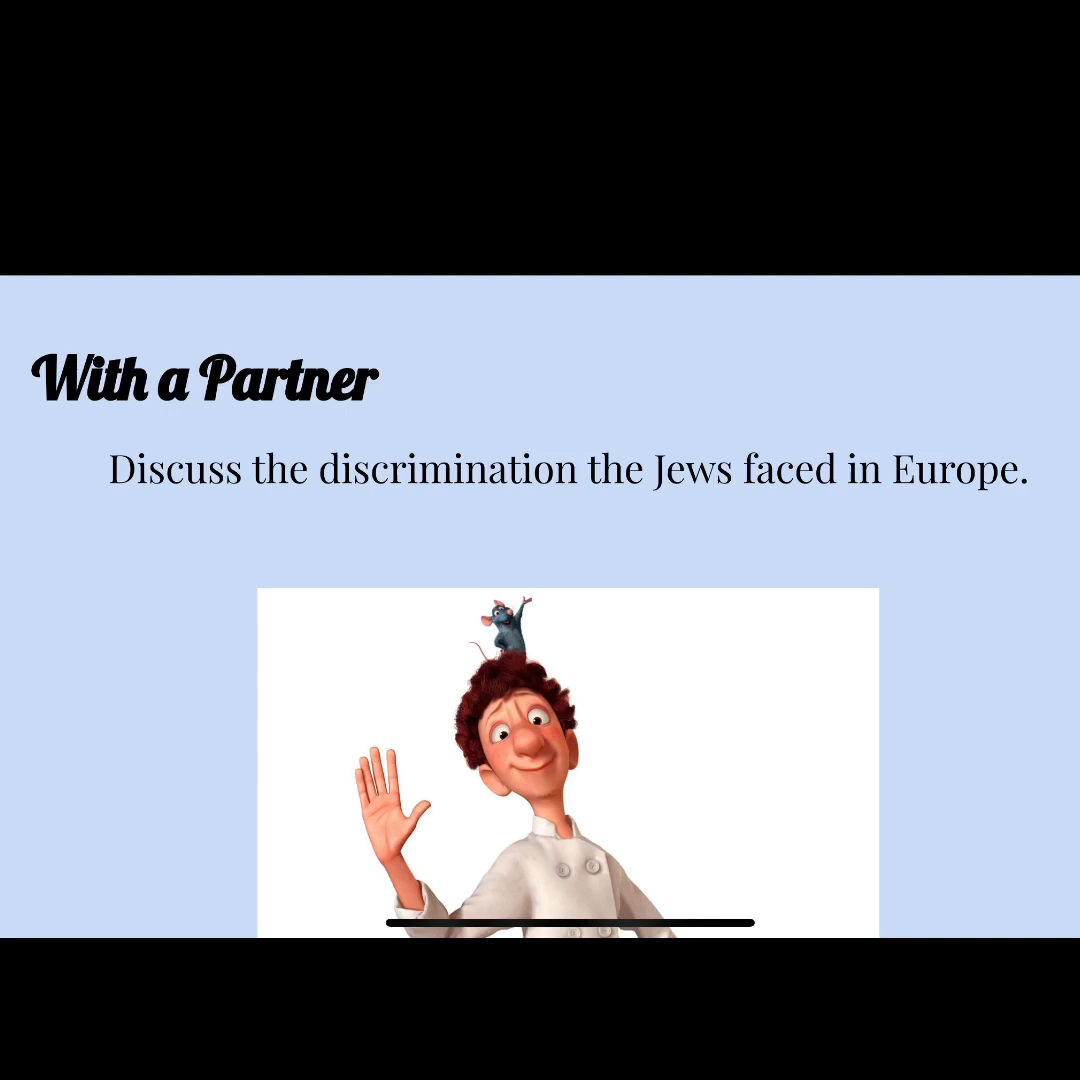 With a Partner
Discuss the discrimination the Jews faced in Europe.